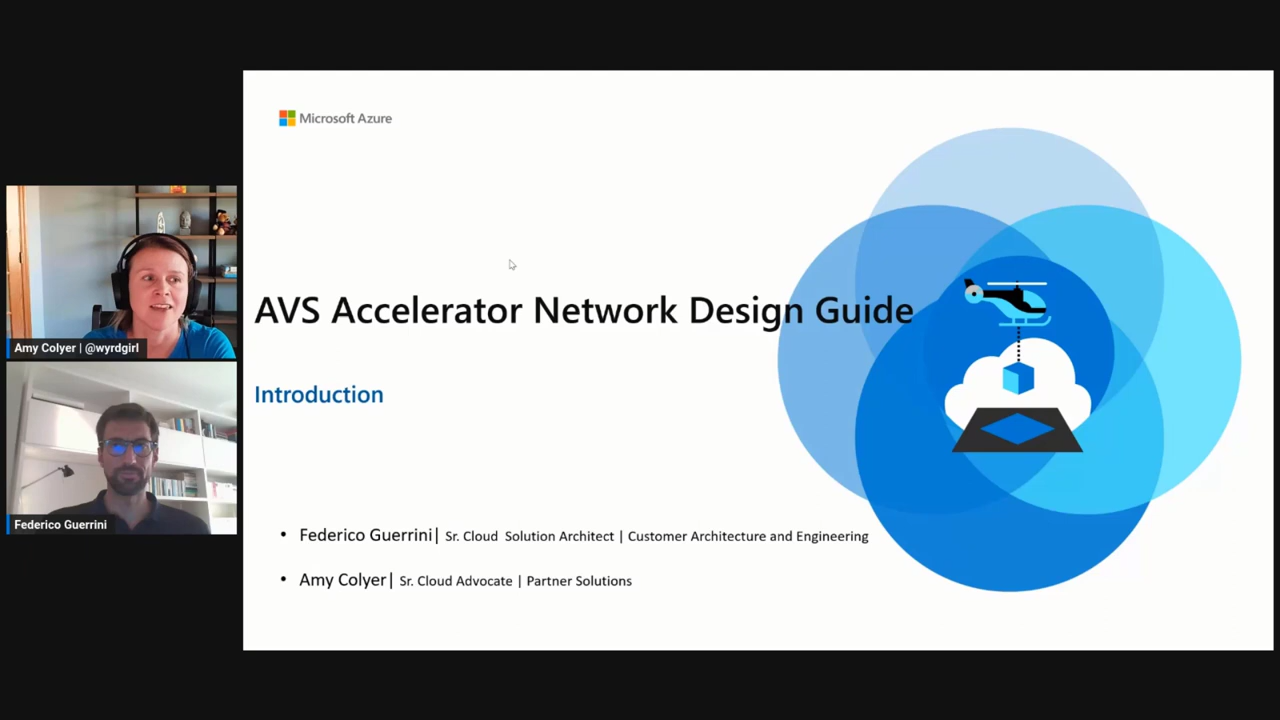 Microsoft Azure
AVS Accelerator Network Design Guide
Introduction
• Federico Guerrini| Sr. Cloud Solution Architect | Customer Architecture and Engineering
• Amy Colyer| Sr. Cloud Advocate | Partner Solutions
Amy Colyer | @wyrdgirl
Federico Guerrini